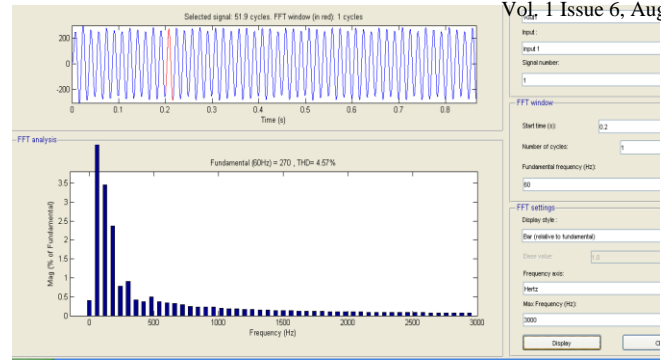 Vol. 1 Issue 6, Aug
Selected signal: 51.9 cycles. FFT window (in red): 1 cycles
200
0
-200
0 0.1 0.2 0.3 0.4 0.5 0.6 0.7 0.8
Time (s)
Input :
input 1
Signal number:
1
FFT window
Start time (s): 0.2
Number of cycles: 1
Fundamental frequency (Hz):
60
FFT analysis
Fundamental (60Hz) = 270 , THD= 4.57%
3.5
3
2.5
2
1.5
1
0.5
0
Mag (% of Fundamental)
0 500 1000 1500 2000 2500 3000
Frequency (Hz)
FFT settings
Display style :
Bar (relative to fundamental)
Base value: 1.0
Frequency axis:
Hertz
Max Frequency (Hz):
3000
Display